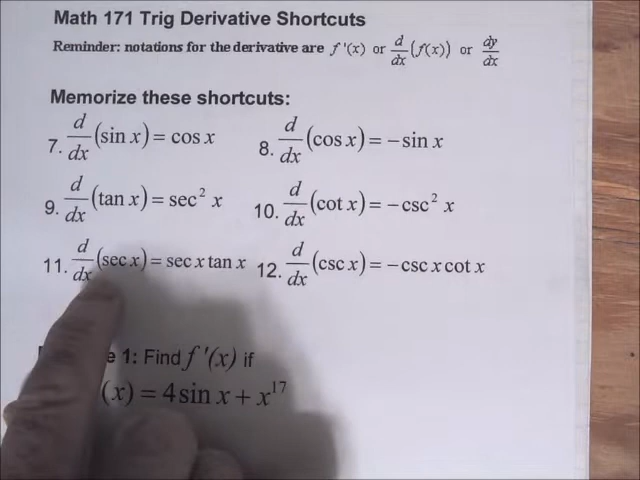 Math 171 Trig Derivative Shortcuts
Reminder: notations for the derivative are f '(x) or d/dx (f(x)) or dy/dx
Memorize these shortcuts:
7. d/dx (sin x) = cos x 8. d/dx (cos x) = −sin x
9. d/dx (tan x) = sec² x 10. d/dx (cot x) = −csc² x
11. d/dx (sec x) = sec x tan x 12. d/dx (csc x) = −csc x cot x
1: Find f '(x) if
(x) = 4 sin x + x¹⁷